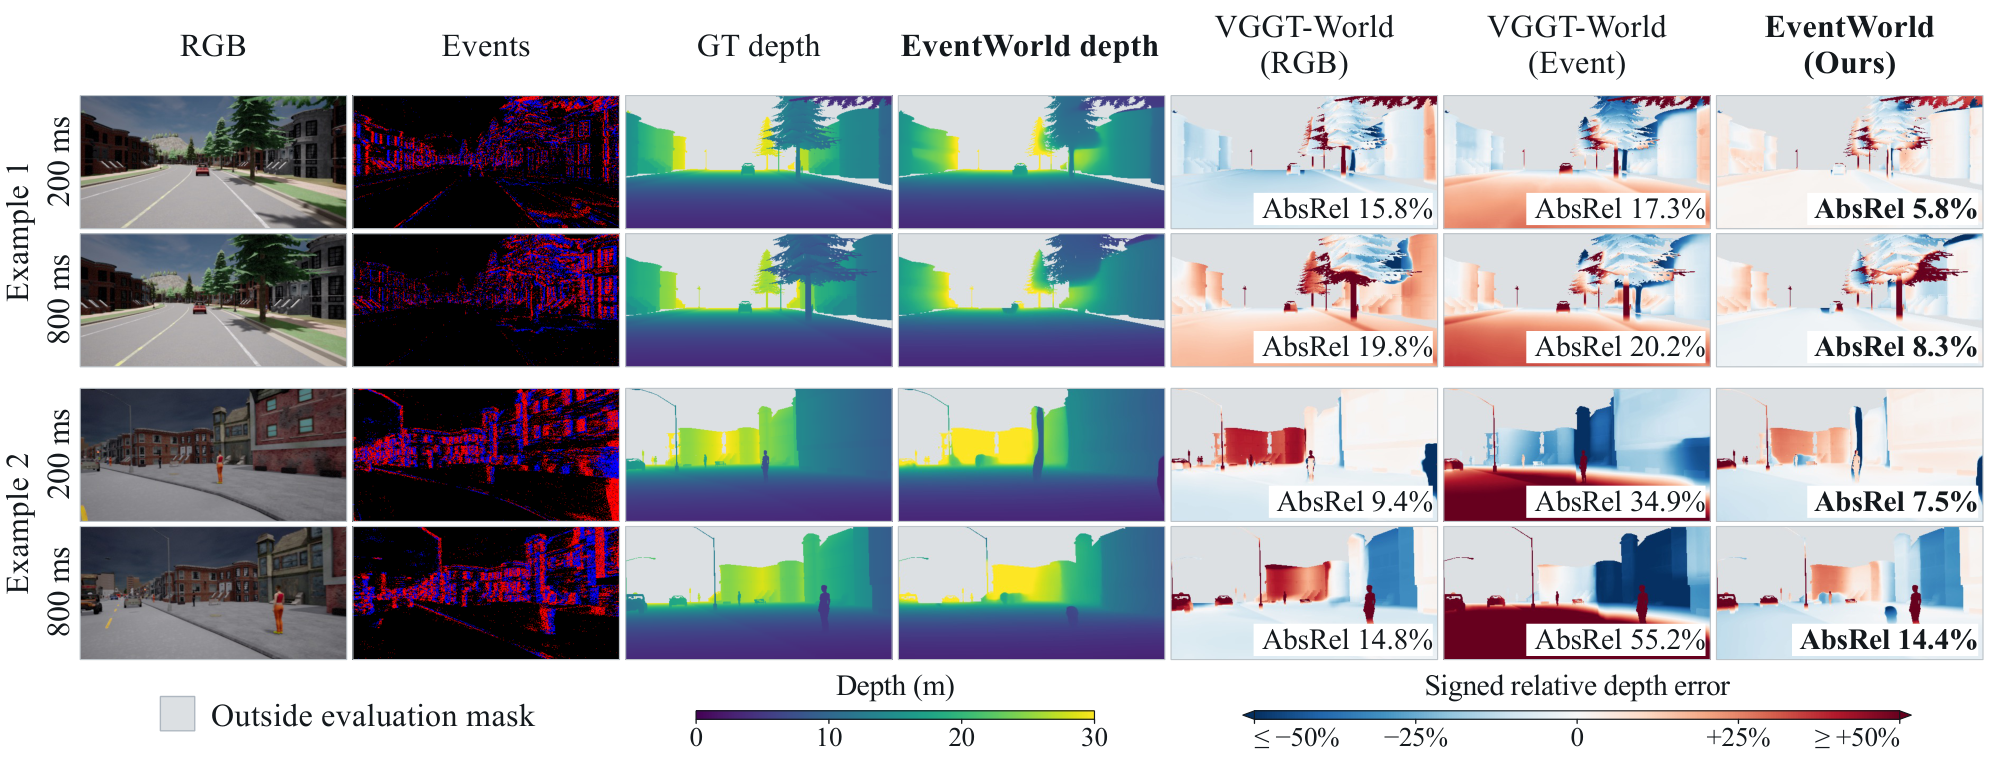 RGB
Events
GT depth
EventWorld depth
VGGT-World
(RGB)
VGGT-World
(Event)
EventWorld
(Ours)
Example 1
200 ms
AbsRel 15.8%
AbsRel 17.3%
AbsRel 5.8%
800 ms
AbsRel 19.8%
AbsRel 20.2%
AbsRel 8.3%
Example 2
200 ms
AbsRel 9.4%
AbsRel 34.9%
AbsRel 7.5%
800 ms
AbsRel 14.8%
AbsRel 55.2%
AbsRel 14.4%
Outside evaluation mask
Depth (m)
0 10 20 30
Signed relative depth error
≤ −50% −25% 0 +25% ≥ +50%